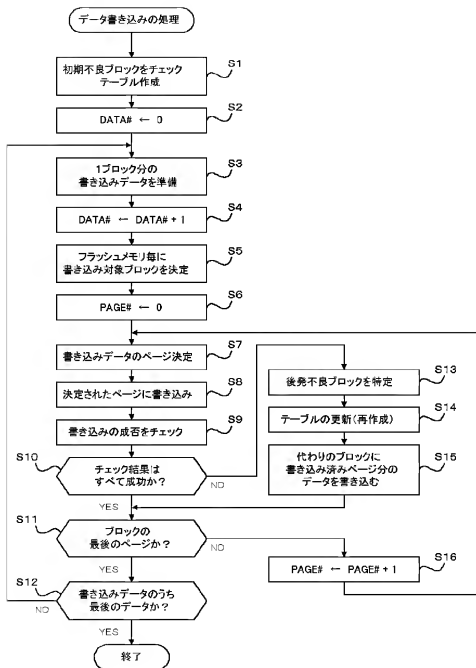 データ書き込みの処理
初期不良ブロックをチェック
テーブル作成
S1
DATA# ← 0
S2
1ブロック分の
書き込みデータを準備
S3
DATA# ← DATA# + 1
S4
フラッシュメモリ毎に
書き込み対象ブロックを決定
S5
PAGE# ← 0
S6
書き込みデータのページ決定
S7
決定されたページに書き込み
S8
書き込みの成否をチェック
S9
S10
チェック結果は
すべて成功か？
NO
YES
後発不良ブロックを特定
S13
テーブルの更新(再作成)
S14
代わりのブロックに
書き込み済みページ分の
データを書き込む
S15
S11
ブロックの
最後のページか？
NO
YES
PAGE# ← PAGE# + 1
S16
S12
書き込みデータのうち
最後のデータか？
NO
YES
終了